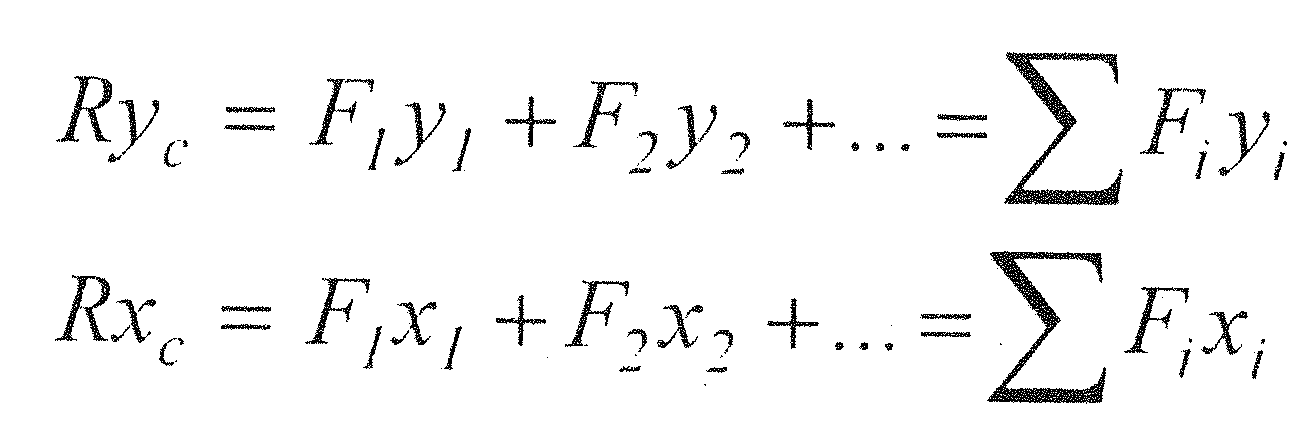 Ry_c = F_1y_1 + F_2y_2 + ... = ∑ F_iy_i
Rx_c = F_1x_1 + F_2x_2 + ... = ∑ F_ix_i